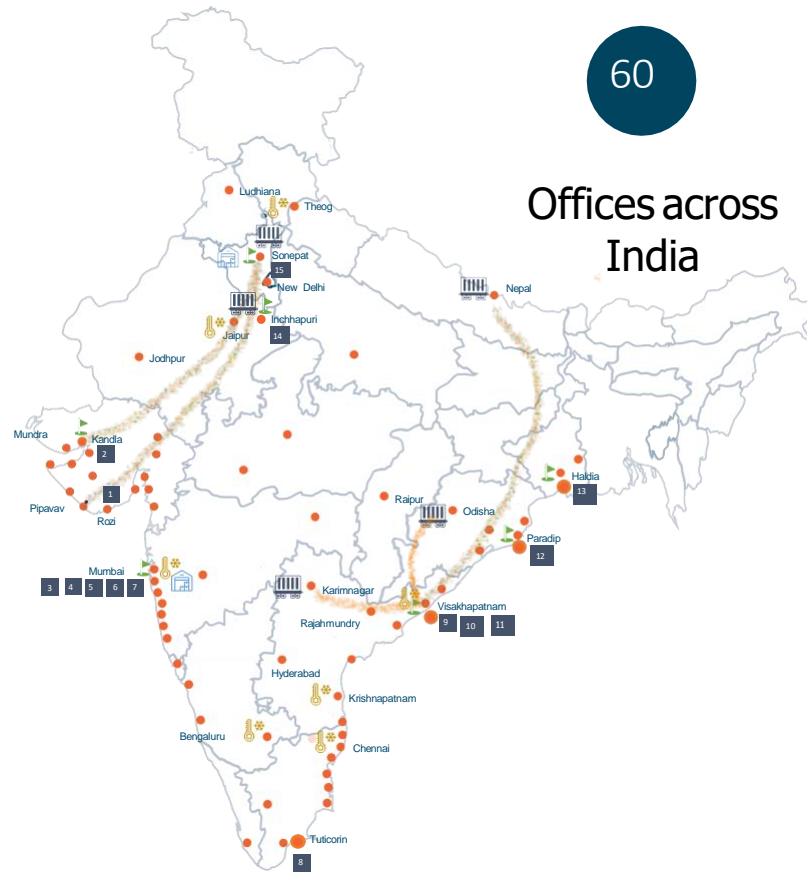 60
Offices across
India
Ludhiana
Theog
Sonepat
15
New Delhi
Nepal
Inchhapuri
14
Jaipur
Jodhpur
Mundra
Kandla
2
1
Pipavav
Rozi
Raipur
Odisha
Haldia
13
Paradip
12
Mumbai
3 4 5 6 7
Karimnagar
Rajahmundry
Visakhapatnam
9 10 11
Hyderabad
Krishnapatnam
Bengaluru
Chennai
Tuticorin
8